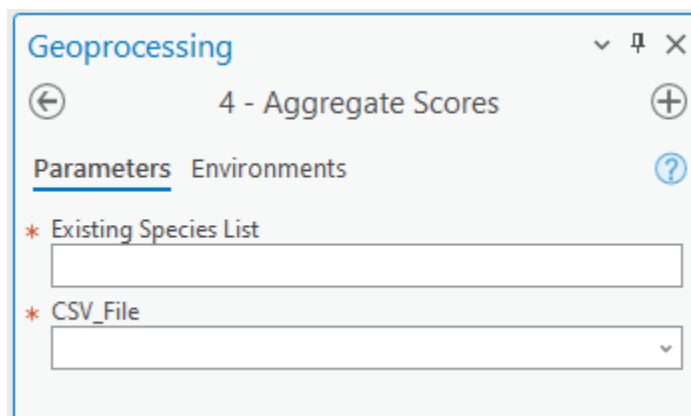 Geoprocessing
4 - Aggregate Scores
Parameters Environments
* Existing Species List
* CSV_File